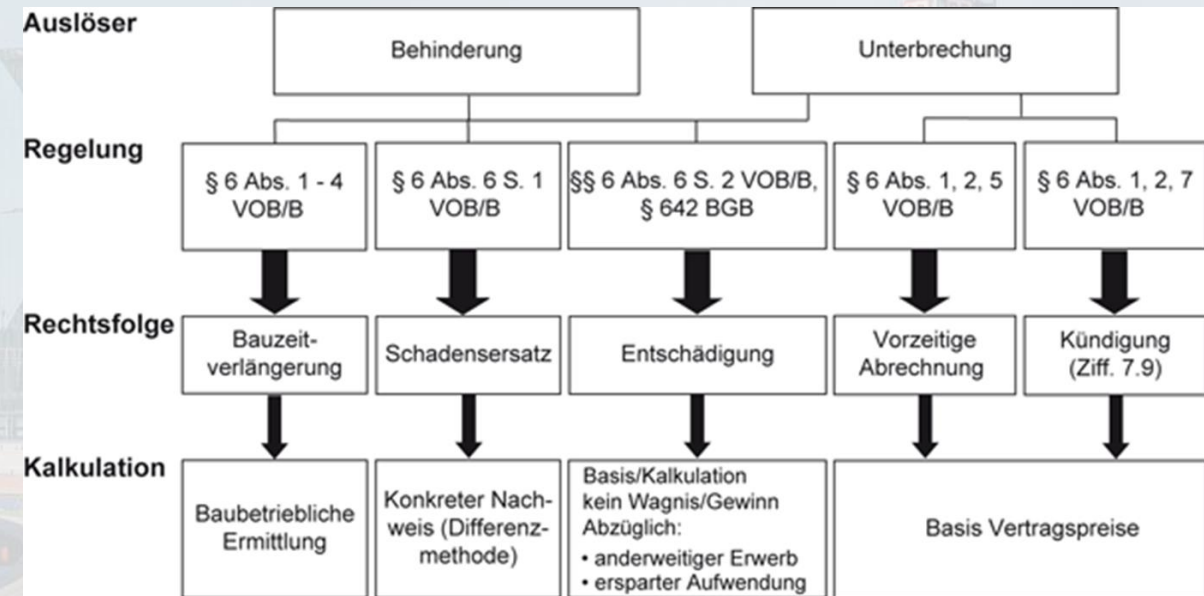 Auslöser
Behinderung
Unterbrechung
Regelung
§ 6 Abs. 1 - 4
VOB/B
§ 6 Abs. 6 S. 1
VOB/B
§§ 6 Abs. 6 S. 2 VOB/B,
§ 642 BGB
§ 6 Abs. 1, 2, 5
VOB/B
§ 6 Abs. 1, 2, 7
VOB/B
Rechtsfolge
Bauzeit-
verlängerung
Schadensersatz
Entschädigung
Vorzeitige
Abrechnung
Kündigung
(Ziff. 7.9)
Kalkulation
Baubetriebliche
Ermittlung
Konkreter Nach-
weis (Differenz-
methode)
Basis/Kalkulation
kein Wagnis/Gewinn
Abzüglich:
• anderweitiger Erwerb
• ersparter Aufwendung
Basis Vertragspreise